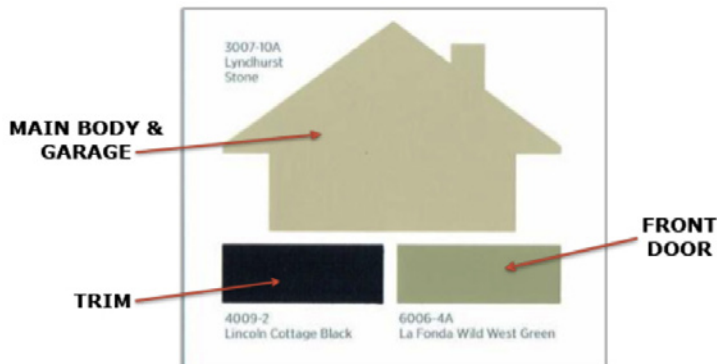 3007-10A
Lyndhurst
Stone
MAIN BODY &
GARAGE
FRONT
DOOR
TRIM
4009-2
Lincoln Cottage Black
6006-4A
La Fonda Wild West Green